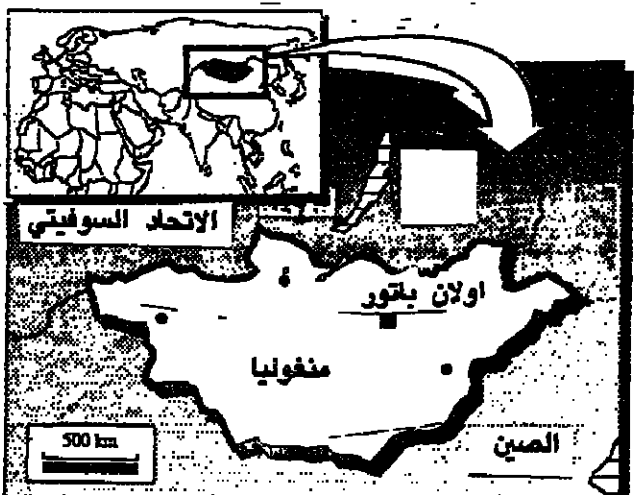 الاتحاد السوفيتي
اولان باتور
منغوليا
الصين
500 km